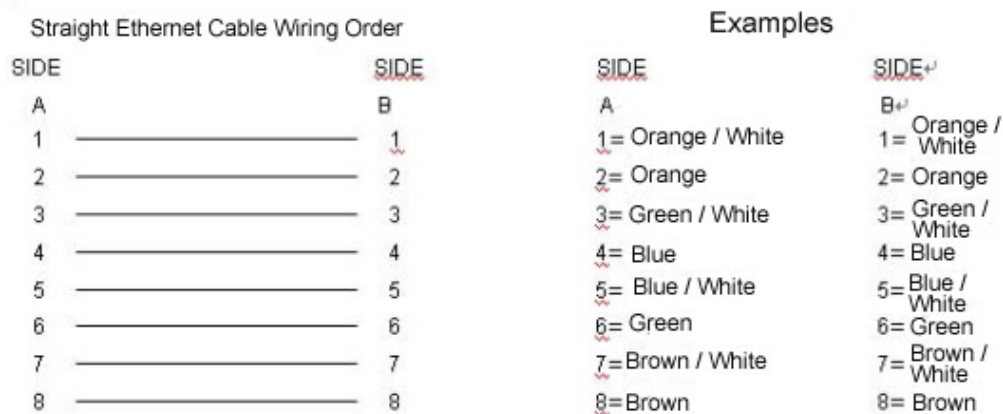 Straight Ethernet Cable Wiring Order
SIDE SIDE
A B
1 1
2 2
3 3
4 4
5 5
6 6
7 7
8 8
Examples
SIDE SIDE↵
A B↵
1= Orange / White 1= Orange /
White
2= Orange 2= Orange
3= Green / White 3= Green /
White
4= Blue 4= Blue
5= Blue / White 5= Blue /
White
6= Green 6= Green
7= Brown / White 7= Brown /
White
8= Brown 8= Brown